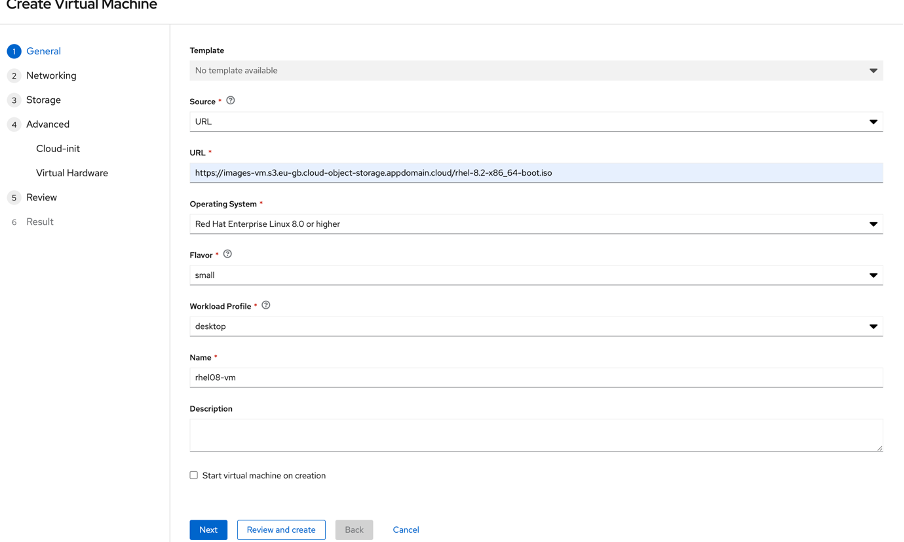 Create Virtual Machine
1 General
2 Networking
3 Storage
4 Advanced
Cloud-init
Virtual Hardware
5 Review
6 Result
Template
No template available
Source *
URL
URL *
https://images-vm.s3.eu-gb.cloud-object-storage.appdomain.cloud/rhel-8.2-x86_64-boot.iso
Operating System *
Red Hat Enterprise Linux 8.0 or higher
Flavor *
small
Workload Profile *
desktop
Name *
rhel08-vm
Description
Start virtual machine on creation
Next Review and create Back Cancel